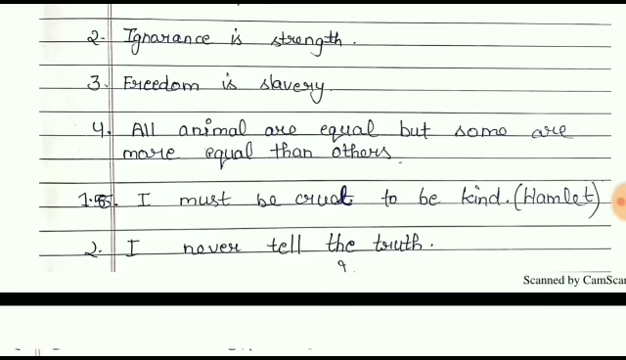 2. Ignorance is strength.
3. Freedom is slavery
4. All animal are equal but some are
more equal than others.
I must be cruel to be kind. (Hamlet)
2. I never tell the truth.
9
Scanned by CamScan